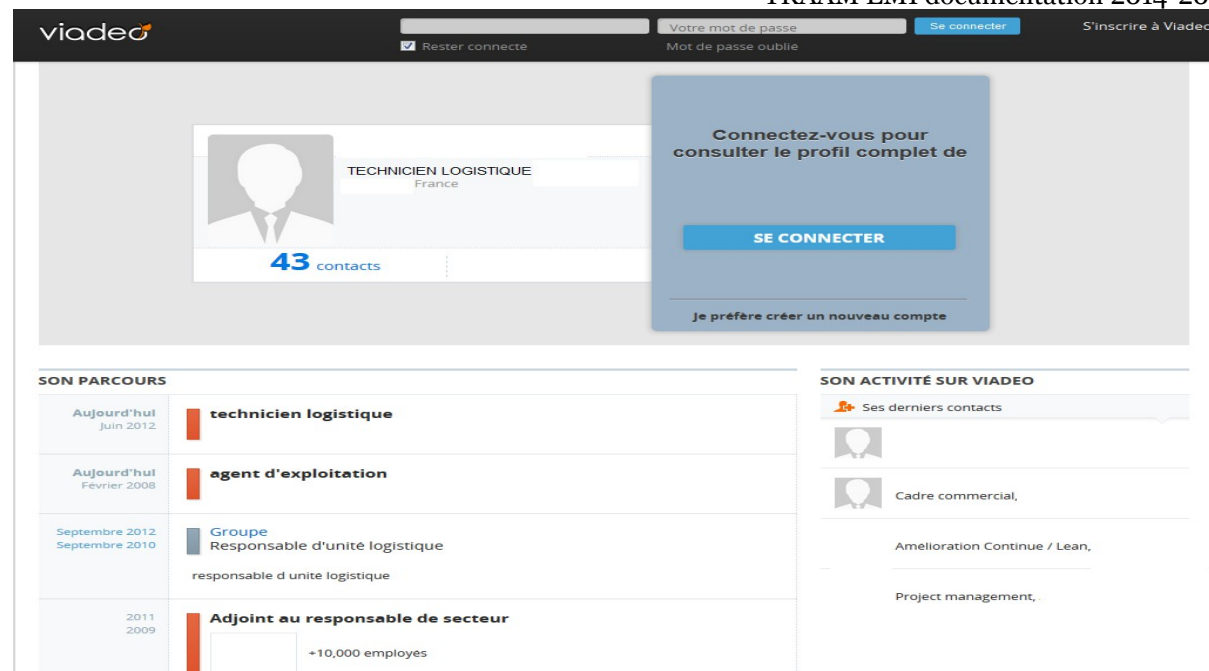 TRAAM EMI documentation 2014-20
viadeo
Votre mot de passe
Se connecter
S'inscrire à Viadeo
Rester connecté
Mot de passe oublié
Connectez-vous pour
consulter le profil complet de
TECHNICIEN LOGISTIQUE
France
SE CONNECTER
43 contacts
Je préfère créer un nouveau compte
SON PARCOURS
Aujourd'hui
Juin 2012
technicien logistique
Aujourd'hui
Février 2008
agent d'exploitation
Septembre 2012
Septembre 2010
Groupe
Responsable d'unité logistique
responsable d unité logistique
2011
2009
Adjoint au responsable de secteur
+10,000 employés
SON ACTIVITÉ SUR VIADEO
Ses derniers contacts
Cadre commercial,
Amélioration Continue / Lean,
Project management,